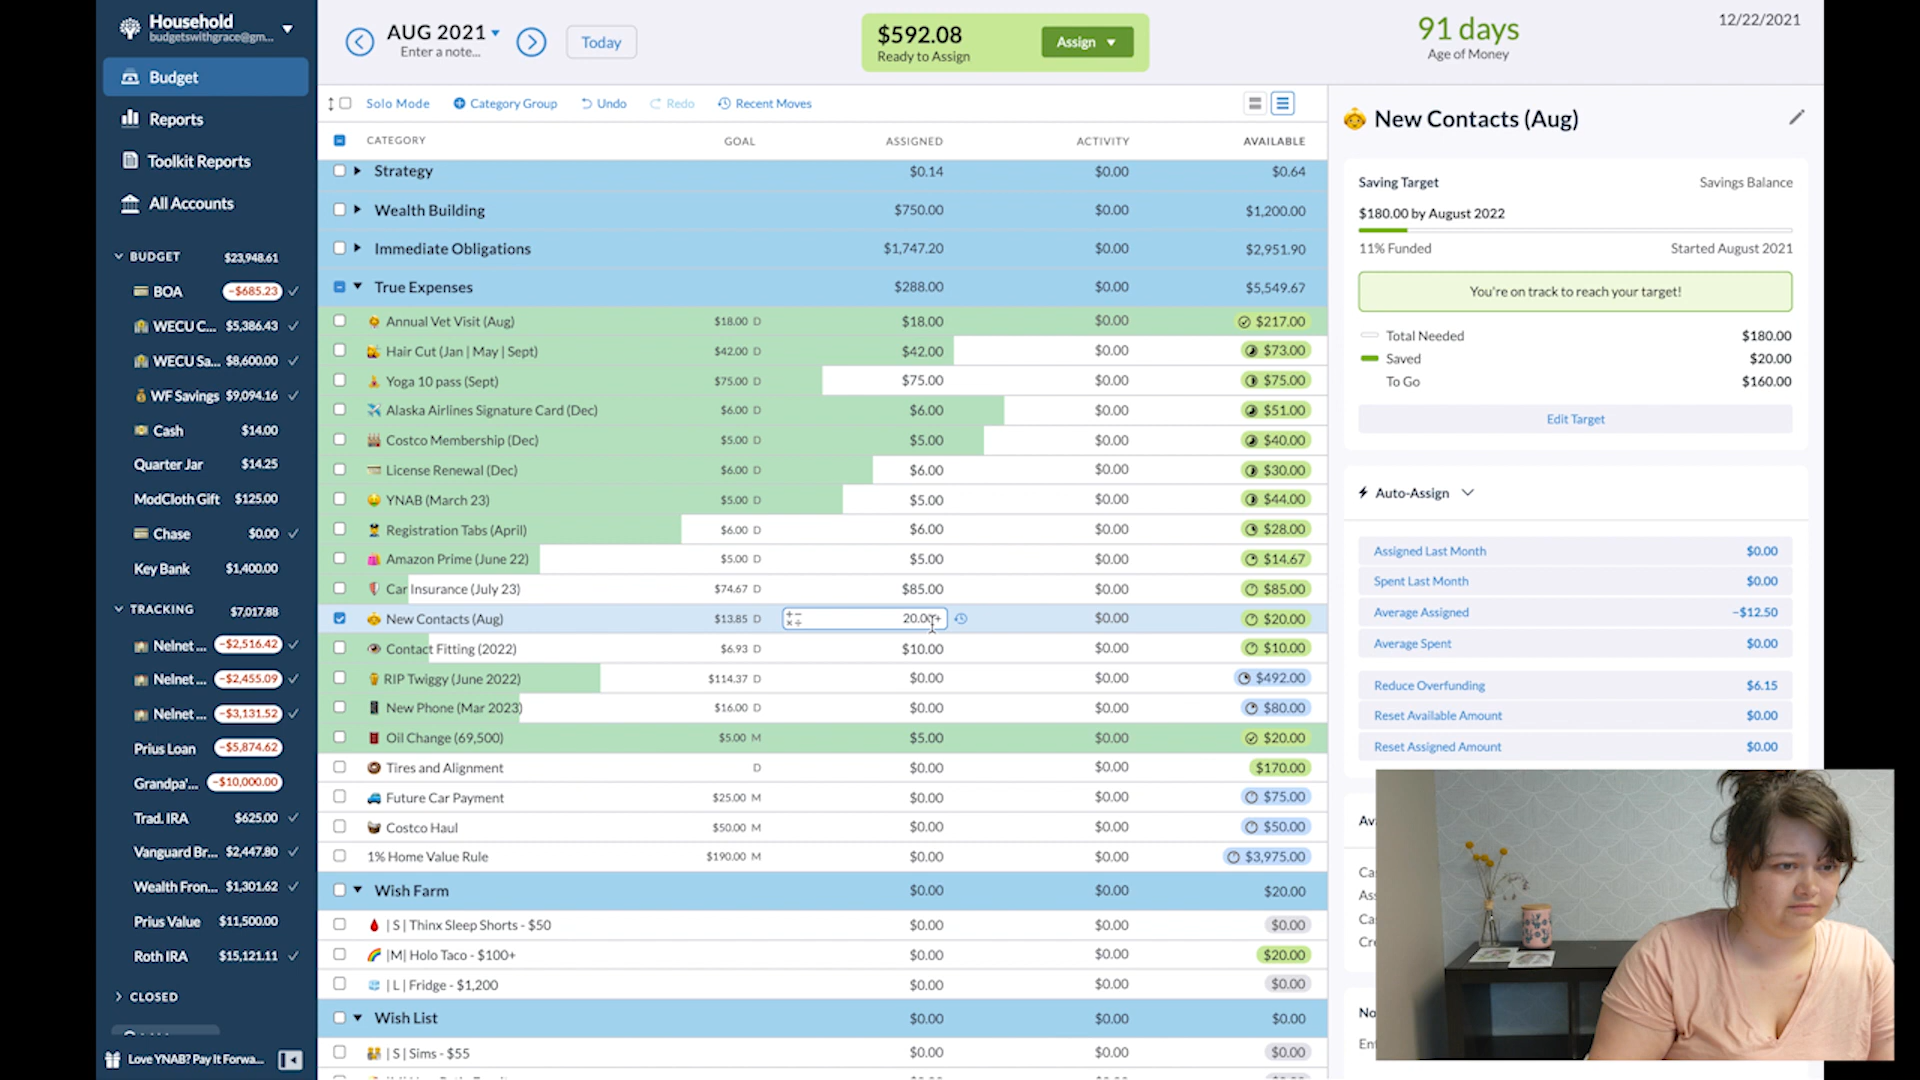 Household
budgetswithgrace@gm...
Budget
Reports
Toolkit Reports
All Accounts
BUDGET $23,948.61
BOA -$685.23
WECU C... $5,386.43
WECU Sa... $8,600.00
WF Savings $9,094.16
Cash $14.00
Quarter Jar $14.25
ModCloth Gift $125.00
Chase $0.00
Key Bank $1,400.00
TRACKING $7,017.88
Nelnet ... -$2,516.42
Nelnet ... -$2,455.09
Nelnet ... -$3,131.52
Prius Loan -$5,874.62
Grandpa'... -$10,000.00
Trad. IRA $625.00
Vanguard Br... $2,447.80
Wealth Fron... $1,301.62
Prius Value $11,500.00
Roth IRA $15,121.11
CLOSED
Love YNAB? Pay It Forwa...
AUG 2021
Enter a note...
Today
$592.08
Ready to Assign
Assign
91 days
Age of Money
12/22/2021
Solo Mode Category Group Undo Redo Recent Moves
CATEGORY GOAL ASSIGNED ACTIVITY AVAILABLE
Strategy $0.14 $0.00 $0.64
Wealth Building $750.00 $0.00 $1,200.00
Immediate Obligations $1,747.20 $0.00 $2,951.90
True Expenses $288.00 $0.00 $5,549.67
Annual Vet Visit (Aug) $18.00 D $18.00 $0.00 $217.00
Hair Cut (Jan | May | Sept) $42.00 D $42.00 $0.00 $73.00
Yoga 10 pass (Sept) $75.00 D $75.00 $0.00 $75.00
Alaska Airlines Signature Card (Dec) $6.00 D $6.00 $0.00 $51.00
Costco Membership (Dec) $5.00 D $5.00 $0.00 $40.00
License Renewal (Dec) $6.00 D $6.00 $0.00 $30.00
YNAB (March 23) $5.00 D $5.00 $0.00 $44.00
Registration Tabs (April) $6.00 D $6.00 $0.00 $28.00
Amazon Prime (June 22) $5.00 D $5.00 $0.00 $14.67
Car Insurance (July 23) $74.67 D $85.00 $0.00 $85.00
New Contacts (Aug) $13.85 D 20.00+ $0.00 $20.00
Contact Fitting (2022) $6.93 D $10.00 $0.00 $10.00
RIP Twiggy (June 2022) $114.37 D $0.00 $0.00 $492.00
New Phone (Mar 2023) $16.00 D $0.00 $0.00 $80.00
Oil Change (69,500) $5.00 M $5.00 $0.00 $20.00
Tires and Alignment D $0.00 $0.00 $170.00
Future Car Payment $25.00 M $0.00 $0.00 $75.00
Costco Haul $50.00 M $0.00 $0.00 $50.00
1% Home Value Rule $190.00 M $0.00 $0.00 $3,975.00
Wish Farm $0.00 $0.00 $20.00
| S | Thinx Sleep Shorts - $50 $0.00 $0.00 $0.00
|M| Holo Taco - $100+ $0.00 $0.00 $20.00
| L | Fridge - $1,200 $0.00 $0.00 $0.00
Wish List $0.00 $0.00 $0.00
| S | Sims - $55 $0.00 $0.00 $0.00
New Contacts (Aug)
Saving Target Savings Balance
$180.00 by August 2022
11% Funded Started August 2021
You're on track to reach your target!
Total Needed $180.00
Saved $20.00
To Go $160.00
Edit Target
Auto-Assign
Assigned Last Month $0.00
Spent Last Month $0.00
Average Assigned -$12.50
Average Spent $0.00
Reduce Overfunding $6.15
Reset Available Amount $0.00
Reset Assigned Amount $0.00